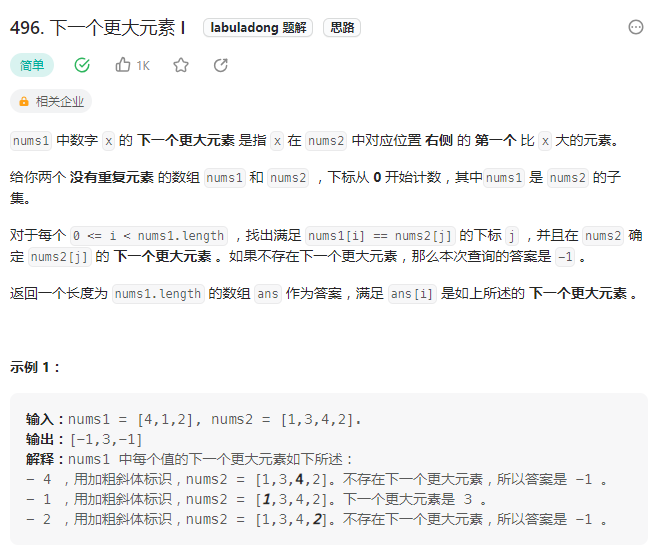 496. 下一个更大元素 I labuladong 题解 思路
简单 1K
相关企业
nums1 中数字 x 的 下一个更大元素 是指 x 在 nums2 中对应位置 右侧 的 第一个 比 x 大的元素。
给你两个 没有重复元素 的数组 nums1 和 nums2 ，下标从 0 开始计数，其中nums1 是 nums2 的子
集。
对于每个 0 <= i < nums1.length ，找出满足 nums1[i] == nums2[j] 的下标 j ，并且在 nums2 确
定 nums2[j] 的 下一个更大元素 。如果不存在下一个更大元素，那么本次查询的答案是 -1 。
返回一个长度为 nums1.length 的数组 ans 作为答案，满足 ans[i] 是如上所述的 下一个更大元素 。
示例 1：
输入：nums1 = [4,1,2], nums2 = [1,3,4,2].
输出：[-1,3,-1]
解释：nums1 中每个值的下一个更大元素如下所述：
- 4 ，用加粗斜体标识，nums2 = [1,3,4,2]。不存在下一个更大元素，所以答案是 -1 。
- 1 ，用加粗斜体标识，nums2 = [1,3,4,2]。下一个更大元素是 3 。
- 2 ，用加粗斜体标识，nums2 = [1,3,4,2]。不存在下一个更大元素，所以答案是 -1 。